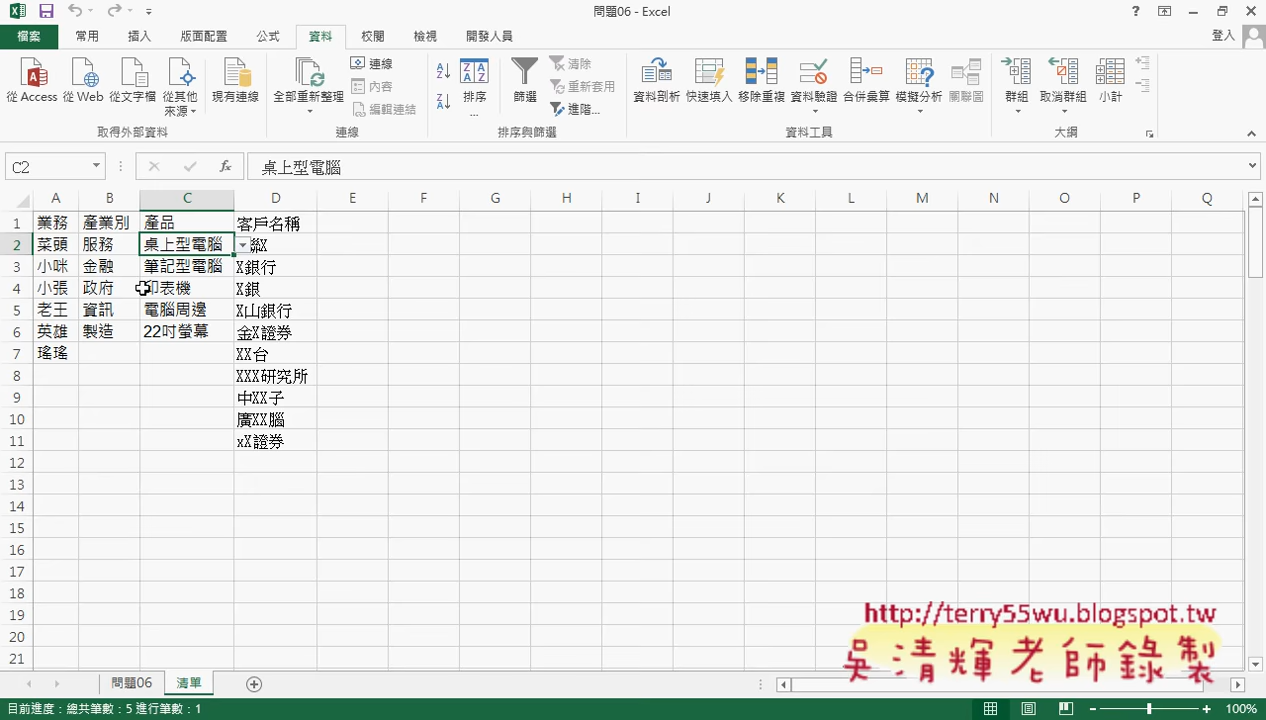 問題06 - Excel
檔案 常用 插入 版面配置 公式 資料 校閱 檢視 開發人員 登入
從 Access 從 Web 從文字檔 從其他來源 現有連線 全部重新整理 連線 內容 編輯連結 排序... 篩選 清除 重新套用 進階... 資料剖析 快速填入 移除重複 資料驗證 合併彙算 模擬分析 關聯圖 群組 取消群組 小計
取得外部資料 連線 排序與篩選 資料工具 大綱
C2 fx 桌上型電腦
A B C D E F G H I J K L M N O P Q
1 業務 產業別 產品 客戶名稱
2 菜頭 服務 桌上型電腦
3 小咪 金融 筆記型電腦 X銀行
4 小張 政府 印表機 X銀
5 老王 資訊 電腦周邊 X山銀行
6 英雄 製造 22吋螢幕 金X證券
7 瑤瑤 XX台
8 XXX研究所
9 中XX子
10 廣XX腦
11 xX證券
12
13
14
15
16
17
18
19
20
21
http://terry55wu.blogspot.tw
吳清輝老師錄製
問題06 清單
目前進度：總共筆數：5 進行筆數：1 100%